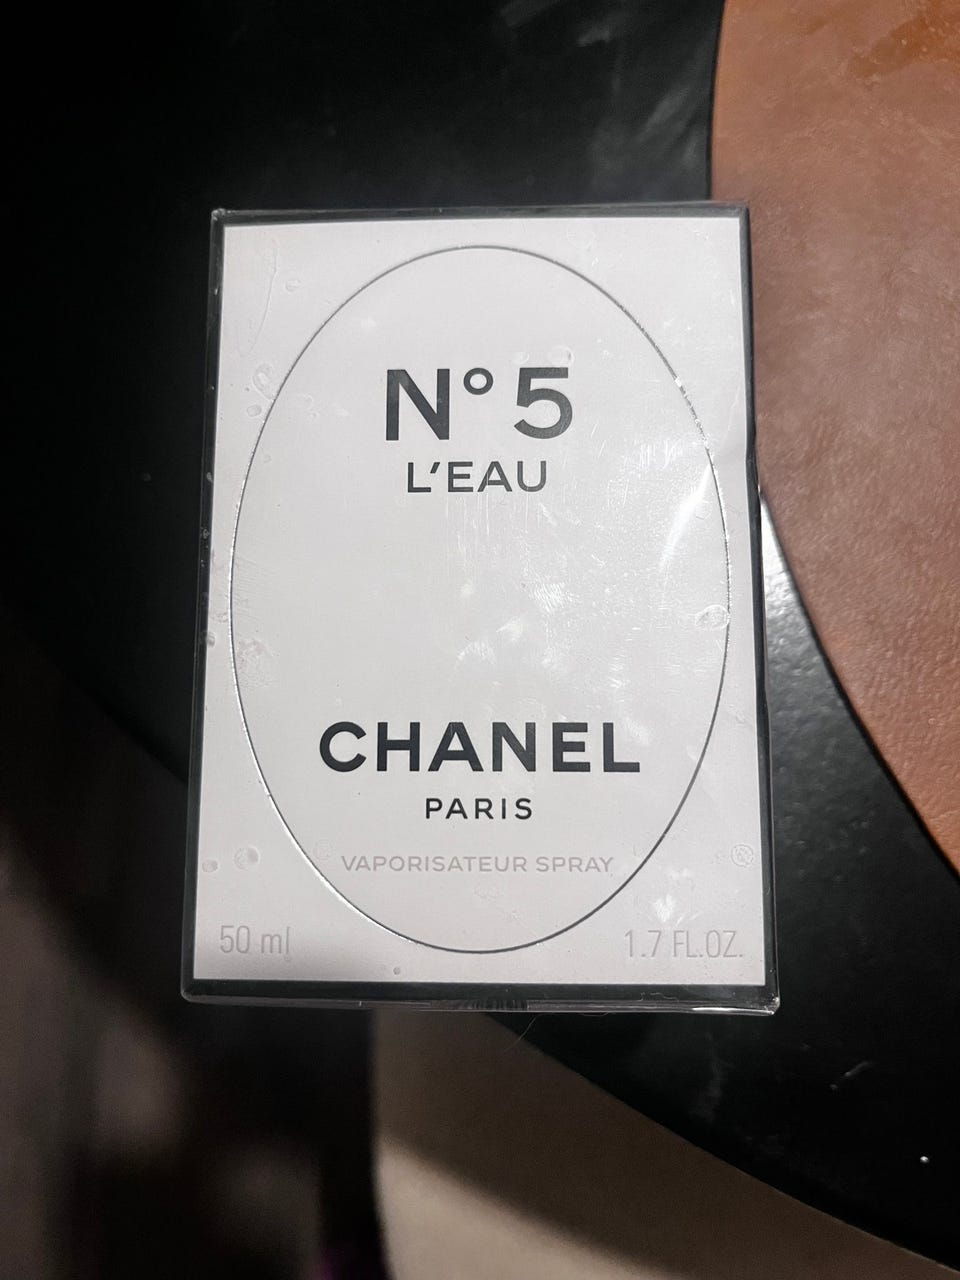 N° 5
L'EAU
CHANEL
PARIS
VAPORISATEUR SPRAY
50 ml
1.7 FL.OZ.